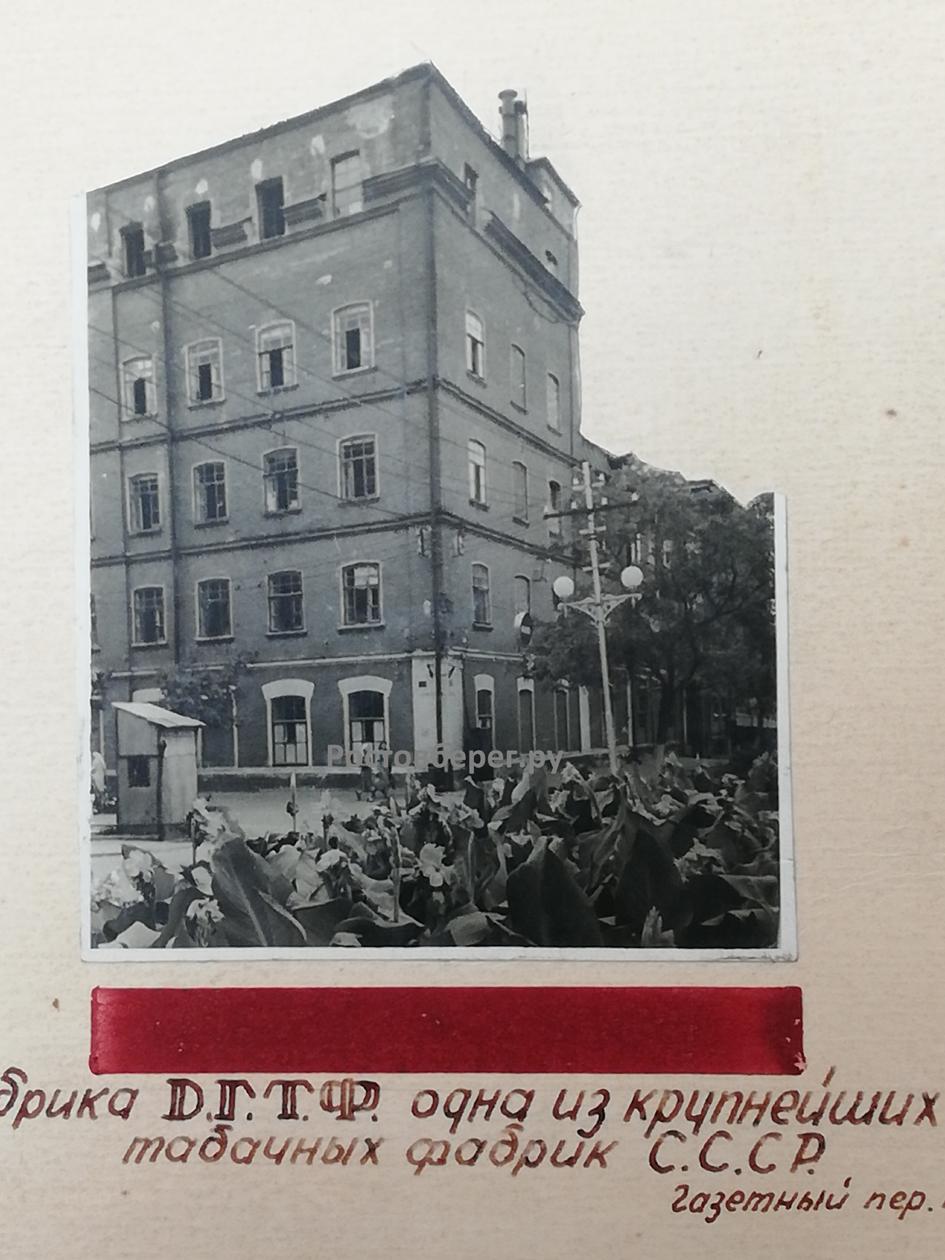 Ростовберег.ру
брика Д.Г.Т.Ф. одна из крупнейших
табачных фабрик С.С.С.Р.
газетный пер.